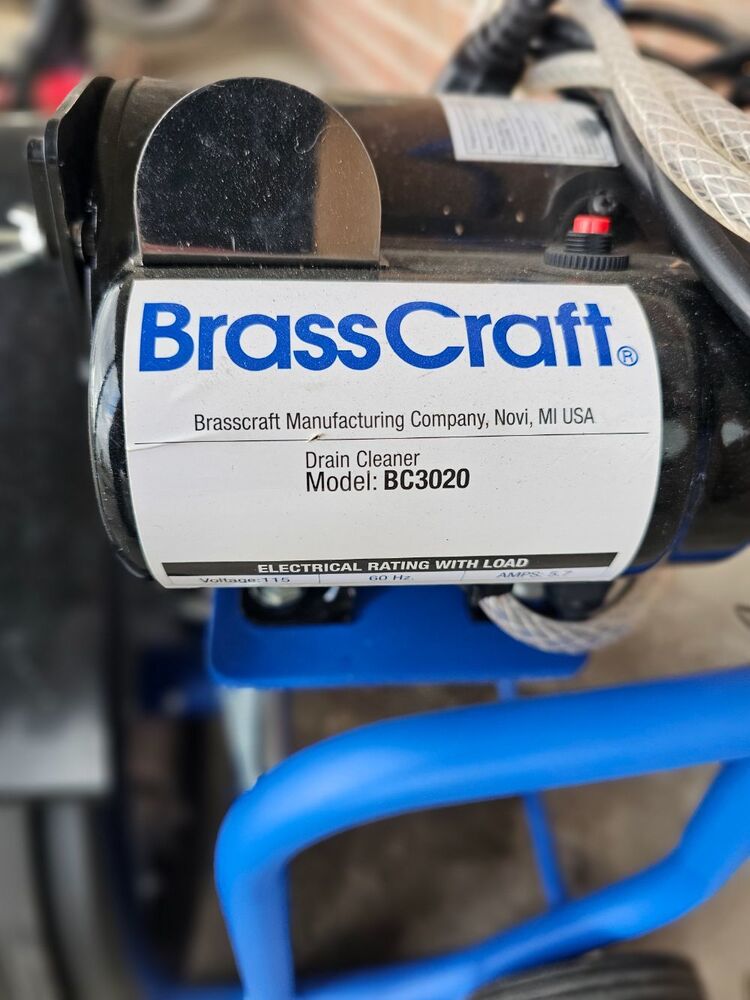 BrassCraft®
Brasscraft Manufacturing Company, Novi, MI USA
Drain Cleaner
Model: BC3020
ELECTRICAL RATING WITH LOAD
Voltage:115 60 Hz. AMPS: 5.7